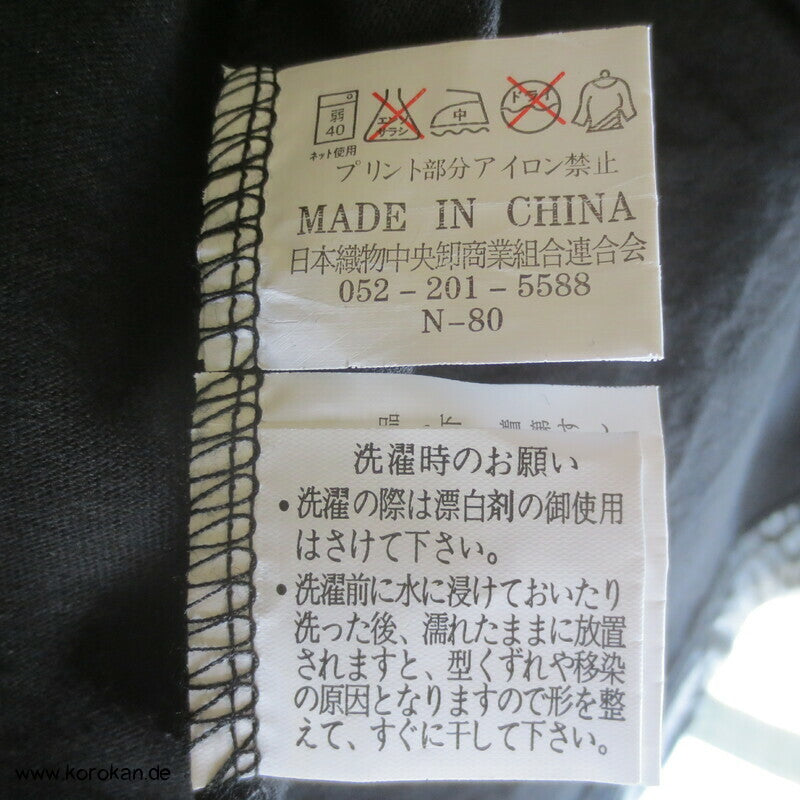 弱
40
エンソ
サラシ
中
ドライ
ネット使用
プリント部分アイロン禁止
MADE IN CHINA
日本織物中央卸商業組合連合会
052-201-5588
N-80
洗濯時のお願い
•洗濯の際は漂白剤の御使用
はさけて下さい。
•洗濯前に水に浸けておいたり
洗った後、濡れたままに放置
されますと、型くずれや移染
の原因となりますので形を整
えて、すぐに干して下さい。
www.korokan.de